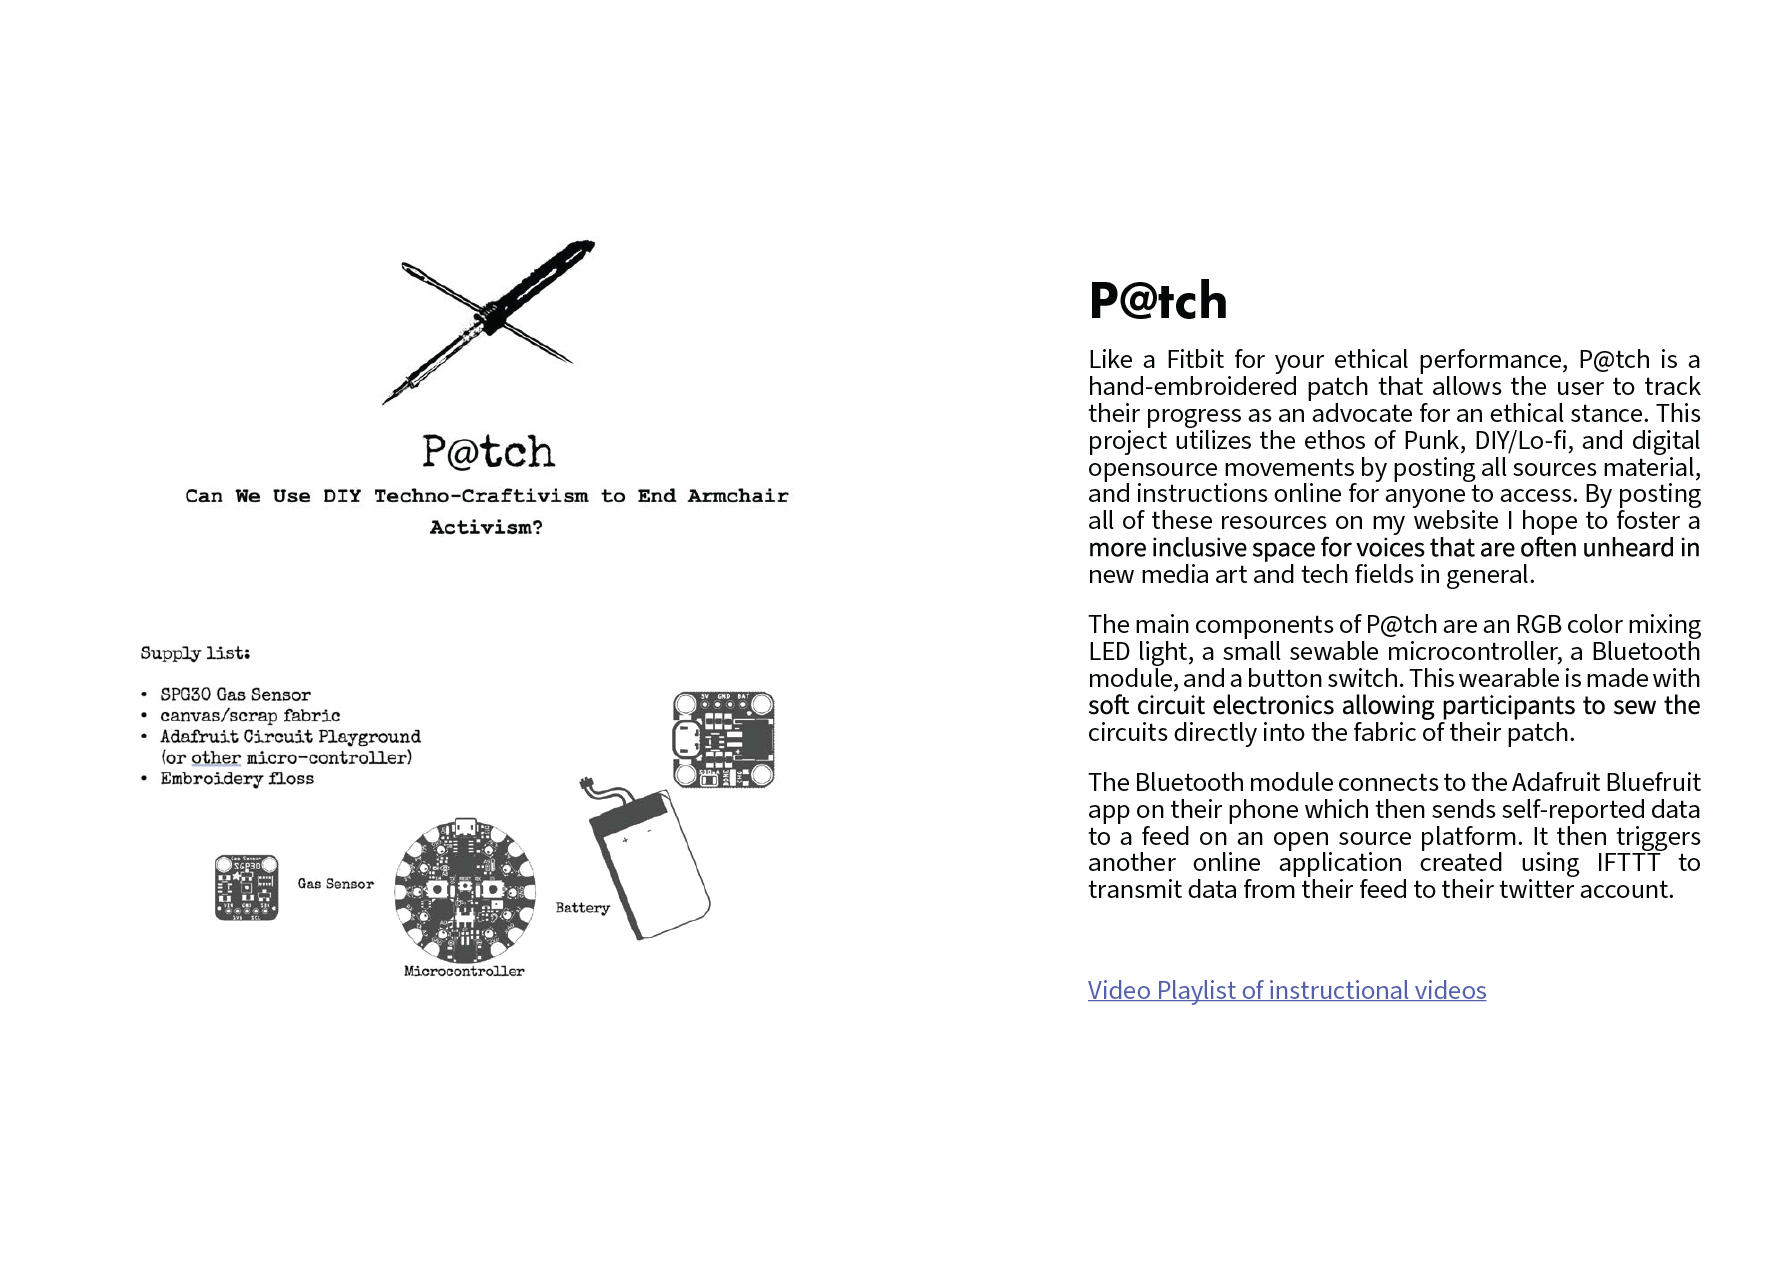 P@tch
Can We Use DIY Techno-Craftivism to End Armchair
Activism?
Supply list:
• SPG30 Gas Sensor
• canvas/scrap fabric
• Adafruit Circuit Playground
(or other micro-controller)
• Embroidery floss
5V GND BAT
Gas Sensor
SGP30
Gas Sensor
Microcontroller
Battery
P@tch
Like a Fitbit for your ethical performance, P@tch is a
hand-embroidered patch that allows the user to track
their progress as an advocate for an ethical stance. This
project utilizes the ethos of Punk, DIY/Lo-fi, and digital
opensource movements by posting all sources material,
and instructions online for anyone to access. By posting
all of these resources on my website I hope to foster a
more inclusive space for voices that are often unheard in
new media art and tech fields in general.
The main components of P@tch are an RGB color mixing
LED light, a small sewable microcontroller, a Bluetooth
module, and a button switch. This wearable is made with
soft circuit electronics allowing participants to sew the
circuits directly into the fabric of their patch.
The Bluetooth module connects to the Adafruit Bluefruit
app on their phone which then sends self-reported data
to a feed on an open source platform. It then triggers
another online application created using IFTTT to
transmit data from their feed to their twitter account.
Video Playlist of instructional videos